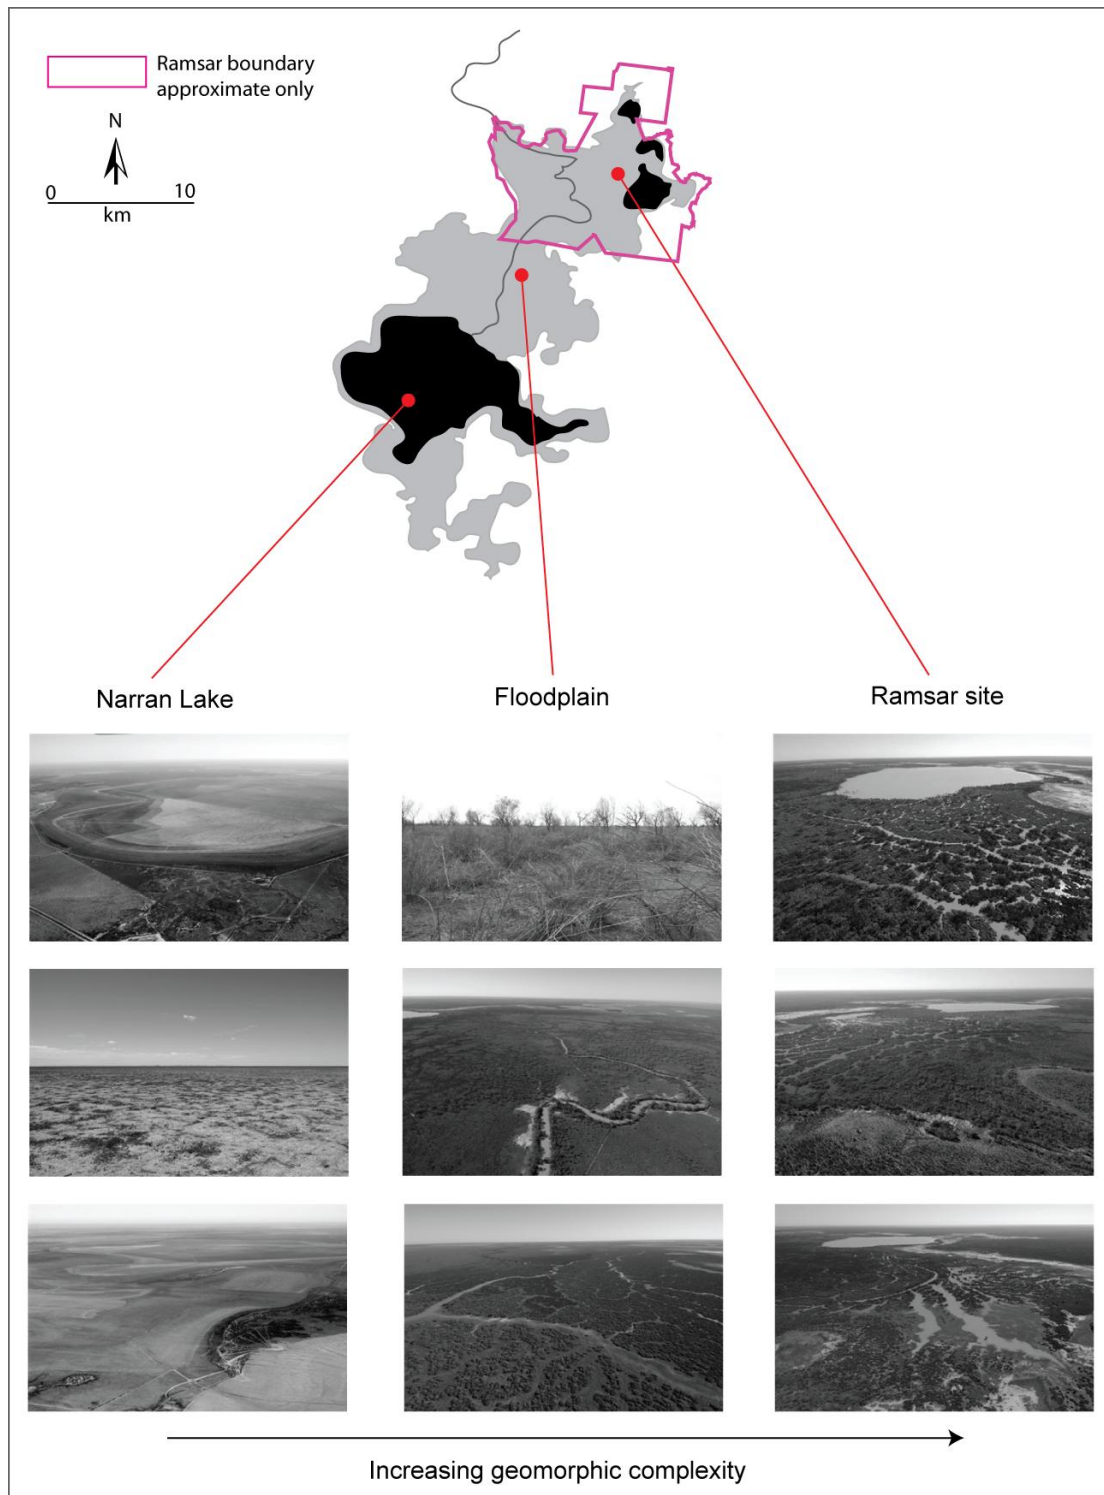 Ramsar boundary
approximate only
N
0 10
km
Narran Lake
Floodplain
Ramsar site
Increasing geomorphic complexity